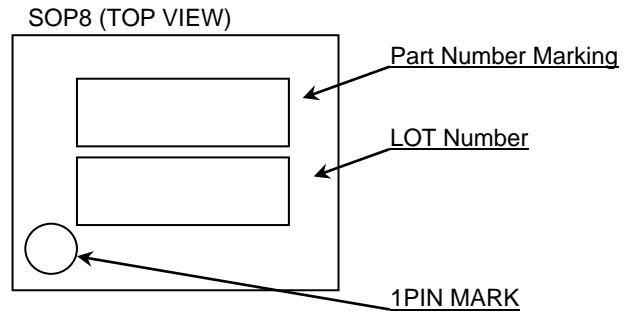 SOP8 (TOP VIEW)
Part Number Marking
LOT Number
1PIN MARK